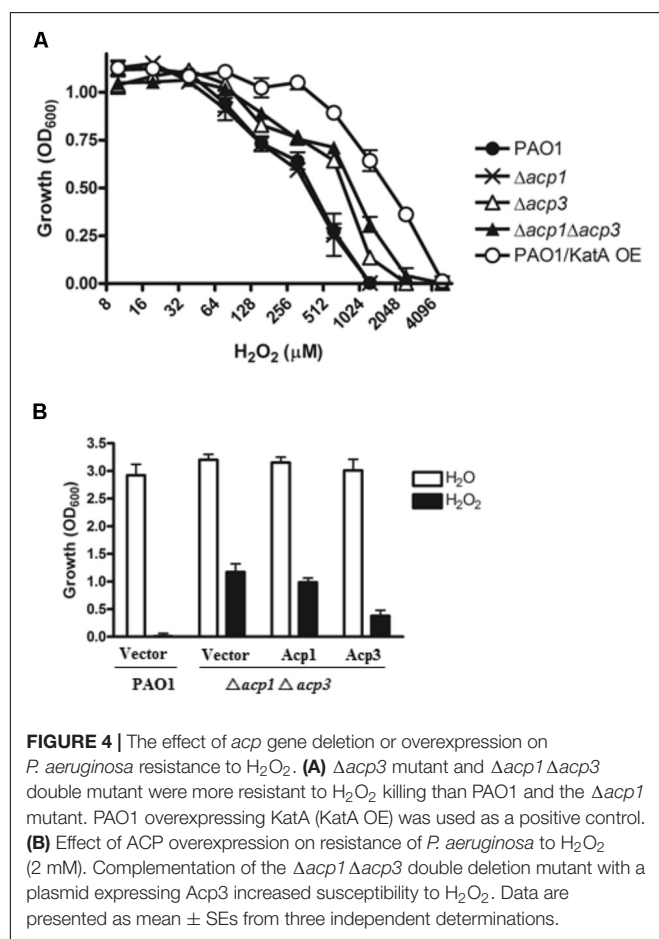 A
Growth (OD600)
1.00
0.75
0.50
0.25
0.00
8 16 32 64 128 256 512 1024 2048 4096
H2O2 (μM)
PAO1
Δacp1
Δacp3
Δacp1Δacp3
PAO1/KatA OE
B
Growth (OD600)
3.5
3.0
2.5
2.0
1.5
1.0
0.5
0.0
H2O
H2O2
Vector Vector Acp1 Acp3
PAO1 Δacp1 Δacp3
FIGURE 4 | The effect of acp gene deletion or overexpression on
P. aeruginosa resistance to H2O2. (A) Δacp3 mutant and Δacp1Δacp3
double mutant were more resistant to H2O2 killing than PAO1 and the Δacp1
mutant. PAO1 overexpressing KatA (KatA OE) was used as a positive control.
(B) Effect of ACP overexpression on resistance of P. aeruginosa to H2O2
(2 mM). Complementation of the Δacp1Δacp3 double deletion mutant with a
plasmid expressing Acp3 increased susceptibility to H2O2. Data are
presented as mean ± SEs from three independent determinations.